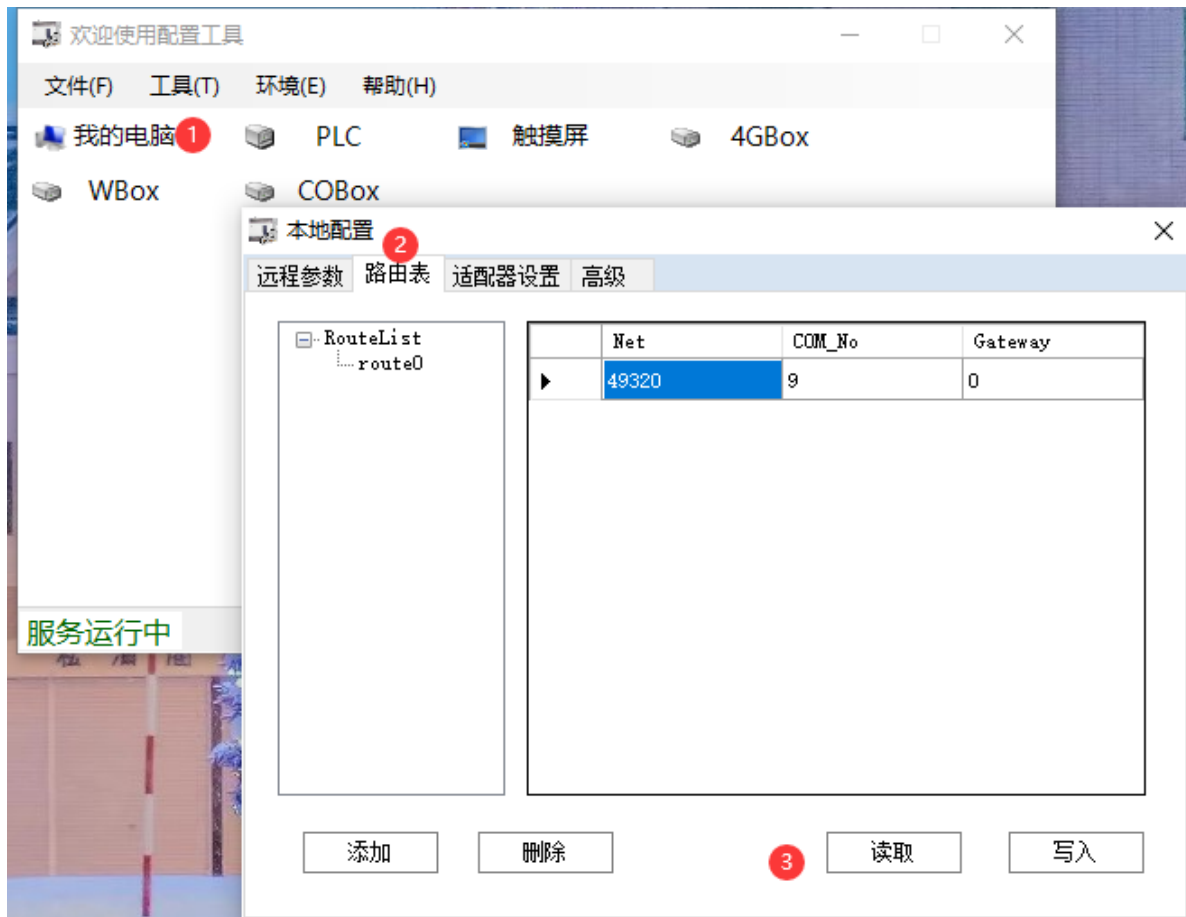 欢迎使用配置工具
文件(F) 工具(T) 环境(E) 帮助(H)
我的电脑 1 PLC 触摸屏 4GBox
WBox COBox
本地配置
2
远程参数 路由表 适配器设置 高级
RouteList
route0
Net COM_No Gateway
49320 9 0
服务运行中
添加 删除 3 读取 写入